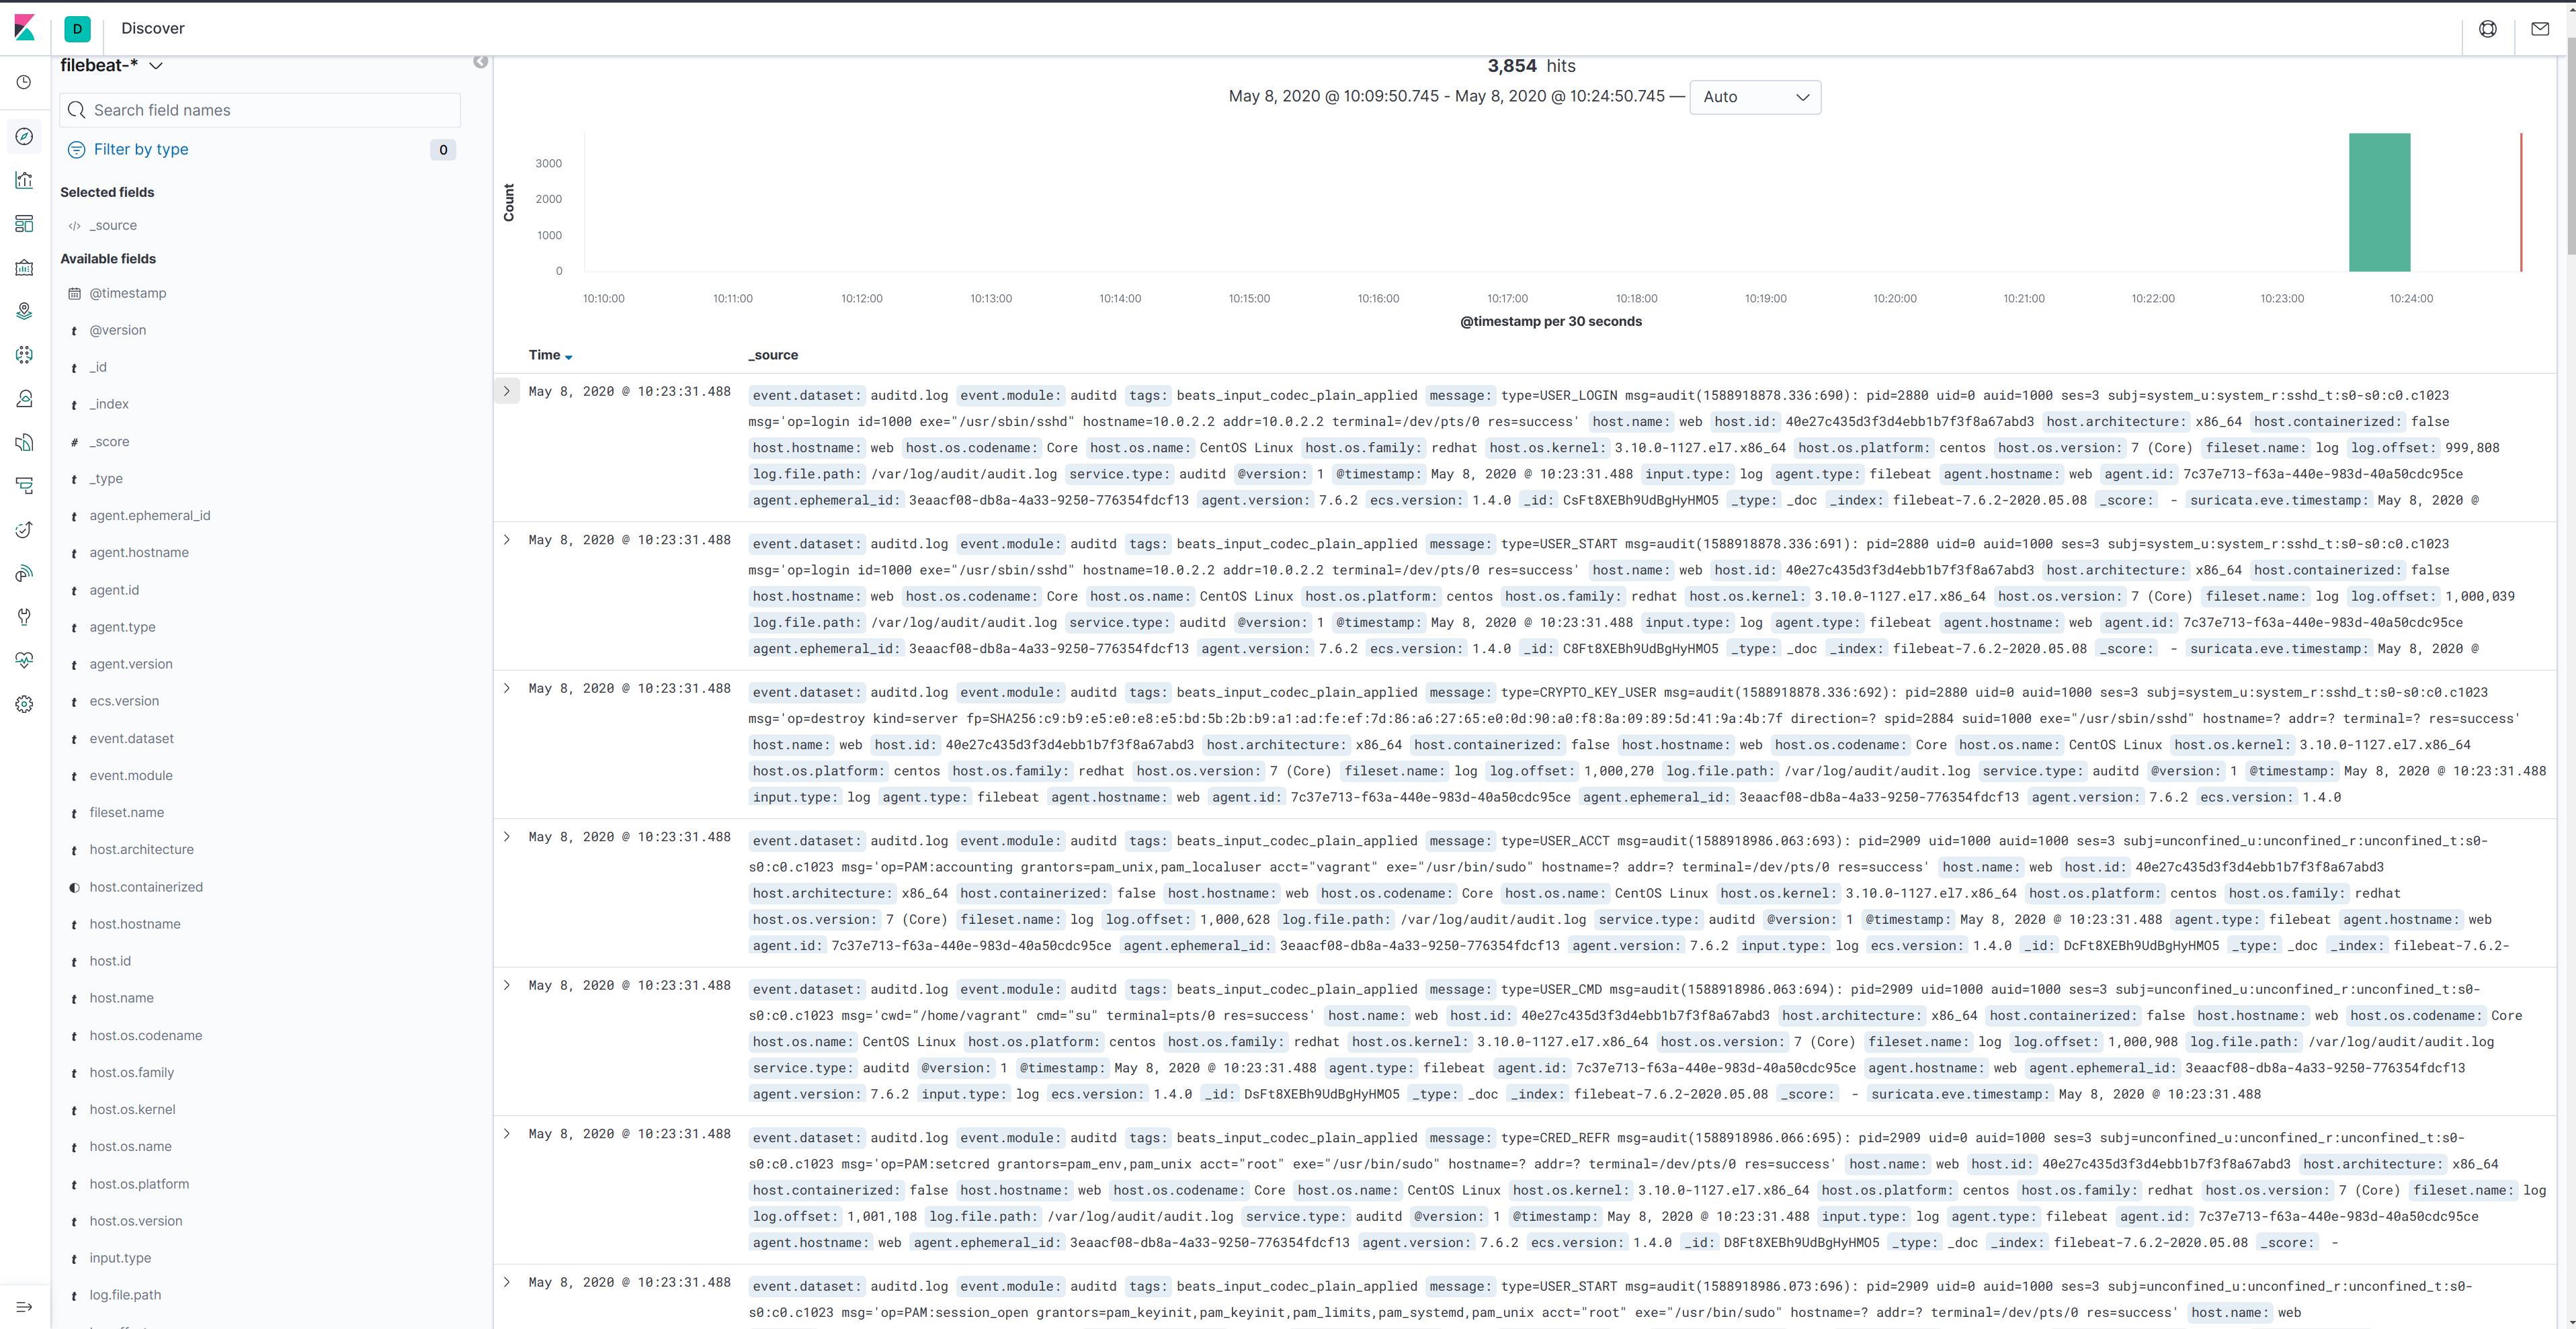 D Discover
filebeat-*
Search field names
Filter by type 0
Selected fields
_source
Available fields
@timestamp
@version
_id
_index
_score
_type
agent.ephemeral_id
agent.hostname
agent.id
agent.type
agent.version
ecs.version
event.dataset
event.module
fileset.name
host.architecture
host.containerized
host.hostname
host.id
host.name
host.os.codename
host.os.family
host.os.kernel
host.os.name
host.os.platform
host.os.version
input.type
log.file.path
3,854 hits
May 8, 2020 @ 10:09:50.745 - May 8, 2020 @ 10:24:50.745 — Auto
Count
3000
2000
1000
0
10:10:00 10:11:00 10:12:00 10:13:00 10:14:00 10:15:00 10:16:00 10:17:00 10:18:00 10:19:00 10:20:00 10:21:00 10:22:00 10:23:00 10:24:00
@timestamp per 30 seconds
Time _source
May 8, 2020 @ 10:23:31.488 event.dataset: auditd.log event.module: auditd tags: beats_input_codec_plain_applied message: type=USER_LOGIN msg=audit(1588918878.336:690): pid=2880 uid=0 auid=1000 ses=3 subj=system_u:system_r:sshd_t:s0-s0:c0.c1023
msg='op=login id=1000 exe="/usr/sbin/sshd" hostname=10.0.2.2 addr=10.0.2.2 terminal=/dev/pts/0 res=success' host.name: web host.id: 40e27c435d3f3d4ebb1b7f3f8a67abd3 host.architecture: x86_64 host.containerized: false
host.hostname: web host.os.codename: Core host.os.name: CentOS Linux host.os.family: redhat host.os.kernel: 3.10.0-1127.el7.x86_64 host.os.platform: centos host.os.version: 7 (Core) fileset.name: log log.offset: 999,808
log.file.path: /var/log/audit/audit.log service.type: auditd @version: 1 @timestamp: May 8, 2020 @ 10:23:31.488 input.type: log agent.type: filebeat agent.hostname: web agent.id: 7c37e713-f63a-440e-983d-40a50cdc95ce
agent.ephemeral_id: 3eaacf08-db8a-4a33-9250-776354fdcf13 agent.version: 7.6.2 ecs.version: 1.4.0 _id: CsFt8XEBh9UdBgHyHMO5 _type: _doc _index: filebeat-7.6.2-2020.05.08 _score: - suricata.eve.timestamp: May 8, 2020 @
May 8, 2020 @ 10:23:31.488 event.dataset: auditd.log event.module: auditd tags: beats_input_codec_plain_applied message: type=USER_START msg=audit(1588918878.336:691): pid=2880 uid=0 auid=1000 ses=3 subj=system_u:system_r:sshd_t:s0-s0:c0.c1023
msg='op=login id=1000 exe="/usr/sbin/sshd" hostname=10.0.2.2 addr=10.0.2.2 terminal=/dev/pts/0 res=success' host.name: web host.id: 40e27c435d3f3d4ebb1b7f3f8a67abd3 host.architecture: x86_64 host.containerized: false
host.hostname: web host.os.codename: Core host.os.name: CentOS Linux host.os.platform: centos host.os.family: redhat host.os.kernel: 3.10.0-1127.el7.x86_64 host.os.version: 7 (Core) fileset.name: log log.offset: 1,000,039
log.file.path: /var/log/audit/audit.log service.type: auditd @version: 1 @timestamp: May 8, 2020 @ 10:23:31.488 input.type: log agent.type: filebeat agent.hostname: web agent.id: 7c37e713-f63a-440e-983d-40a50cdc95ce
agent.ephemeral_id: 3eaacf08-db8a-4a33-9250-776354fdcf13 agent.version: 7.6.2 ecs.version: 1.4.0 _id: C8Ft8XEBh9UdBgHyHMO5 _type: _doc _index: filebeat-7.6.2-2020.05.08 _score: - suricata.eve.timestamp: May 8, 2020 @
May 8, 2020 @ 10:23:31.488 event.dataset: auditd.log event.module: auditd tags: beats_input_codec_plain_applied message: type=CRYPTO_KEY_USER msg=audit(1588918878.336:692): pid=2880 uid=0 auid=1000 ses=3 subj=system_u:system_r:sshd_t:s0-s0:c0.c1023
msg='op=destroy kind=server fp=SHA256:c9:b9:e5:e0:e8:e5:bd:5b:2b:b9:a1:ad:fe:ef:7d:86:a6:27:65:e0:0d:90:a0:f8:8a:09:89:5d:41:9a:4b:7f direction=? spid=2884 suid=1000 exe="/usr/sbin/sshd" hostname=? addr=? terminal=? res=success'
host.name: web host.id: 40e27c435d3f3d4ebb1b7f3f8a67abd3 host.architecture: x86_64 host.containerized: false host.hostname: web host.os.codename: Core host.os.name: CentOS Linux host.os.kernel: 3.10.0-1127.el7.x86_64
host.os.platform: centos host.os.family: redhat host.os.version: 7 (Core) fileset.name: log log.offset: 1,000,270 log.file.path: /var/log/audit/audit.log service.type: auditd @version: 1 @timestamp: May 8, 2020 @ 10:23:31.488
input.type: log agent.type: filebeat agent.hostname: web agent.id: 7c37e713-f63a-440e-983d-40a50cdc95ce agent.ephemeral_id: 3eaacf08-db8a-4a33-9250-776354fdcf13 agent.version: 7.6.2 ecs.version: 1.4.0
May 8, 2020 @ 10:23:31.488 event.dataset: auditd.log event.module: auditd tags: beats_input_codec_plain_applied message: type=USER_ACCT msg=audit(1588918986.063:693): pid=2909 uid=1000 auid=1000 ses=3 subj=unconfined_u:unconfined_r:unconfined_t:s0-
s0:c0.c1023 msg='op=PAM:accounting grantors=pam_unix,pam_localuser acct="vagrant" exe="/usr/bin/sudo" hostname=? addr=? terminal=/dev/pts/0 res=success' host.name: web host.id: 40e27c435d3f3d4ebb1b7f3f8a67abd3
host.architecture: x86_64 host.containerized: false host.hostname: web host.os.codename: Core host.os.name: CentOS Linux host.os.kernel: 3.10.0-1127.el7.x86_64 host.os.platform: centos host.os.family: redhat
host.os.version: 7 (Core) fileset.name: log log.offset: 1,000,628 log.file.path: /var/log/audit/audit.log service.type: auditd @version: 1 @timestamp: May 8, 2020 @ 10:23:31.488 agent.type: filebeat agent.hostname: web
agent.id: 7c37e713-f63a-440e-983d-40a50cdc95ce agent.ephemeral_id: 3eaacf08-db8a-4a33-9250-776354fdcf13 agent.version: 7.6.2 input.type: log ecs.version: 1.4.0 _id: DcFt8XEBh9UdBgHyHMO5 _type: _doc _index: filebeat-7.6.2-
May 8, 2020 @ 10:23:31.488 event.dataset: auditd.log event.module: auditd tags: beats_input_codec_plain_applied message: type=USER_CMD msg=audit(1588918986.063:694): pid=2909 uid=1000 auid=1000 ses=3 subj=unconfined_u:unconfined_r:unconfined_t:s0-
s0:c0.c1023 msg='cwd="/home/vagrant" cmd="su" terminal=pts/0 res=success' host.name: web host.id: 40e27c435d3f3d4ebb1b7f3f8a67abd3 host.architecture: x86_64 host.containerized: false host.hostname: web host.os.codename: Core
host.os.name: CentOS Linux host.os.platform: centos host.os.family: redhat host.os.kernel: 3.10.0-1127.el7.x86_64 host.os.version: 7 (Core) fileset.name: log log.offset: 1,000,908 log.file.path: /var/log/audit/audit.log
service.type: auditd @version: 1 @timestamp: May 8, 2020 @ 10:23:31.488 agent.type: filebeat agent.id: 7c37e713-f63a-440e-983d-40a50cdc95ce agent.hostname: web agent.ephemeral_id: 3eaacf08-db8a-4a33-9250-776354fdcf13
agent.version: 7.6.2 input.type: log ecs.version: 1.4.0 _id: DsFt8XEBh9UdBgHyHMO5 _type: _doc _index: filebeat-7.6.2-2020.05.08 _score: - suricata.eve.timestamp: May 8, 2020 @ 10:23:31.488
May 8, 2020 @ 10:23:31.488 event.dataset: auditd.log event.module: auditd tags: beats_input_codec_plain_applied message: type=CRED_REFR msg=audit(1588918986.066:695): pid=2909 uid=0 auid=1000 ses=3 subj=unconfined_u:unconfined_r:unconfined_t:s0-
s0:c0.c1023 msg='op=PAM:setcred grantors=pam_env,pam_unix acct="root" exe="/usr/bin/sudo" hostname=? addr=? terminal=/dev/pts/0 res=success' host.name: web host.id: 40e27c435d3f3d4ebb1b7f3f8a67abd3 host.architecture: x86_64
host.containerized: false host.hostname: web host.os.codename: Core host.os.name: CentOS Linux host.os.kernel: 3.10.0-1127.el7.x86_64 host.os.platform: centos host.os.family: redhat host.os.version: 7 (Core) fileset.name: log
log.offset: 1,001,108 log.file.path: /var/log/audit/audit.log service.type: auditd @version: 1 @timestamp: May 8, 2020 @ 10:23:31.488 input.type: log agent.type: filebeat agent.id: 7c37e713-f63a-440e-983d-40a50cdc95ce
agent.hostname: web agent.ephemeral_id: 3eaacf08-db8a-4a33-9250-776354fdcf13 agent.version: 7.6.2 ecs.version: 1.4.0 _id: D8Ft8XEBh9UdBgHyHMO5 _type: _doc _index: filebeat-7.6.2-2020.05.08 _score: -
May 8, 2020 @ 10:23:31.488 event.dataset: auditd.log event.module: auditd tags: beats_input_codec_plain_applied message: type=USER_START msg=audit(1588918986.073:696): pid=2909 uid=0 auid=1000 ses=3 subj=unconfined_u:unconfined_r:unconfined_t:s0-
s0:c0.c1023 msg='op=PAM:session_open grantors=pam_keyinit,pam_keyinit,pam_limits,pam_systemd,pam_unix acct="root" exe="/usr/bin/sudo" hostname=? addr=? terminal=/dev/pts/0 res=success' host.name: web